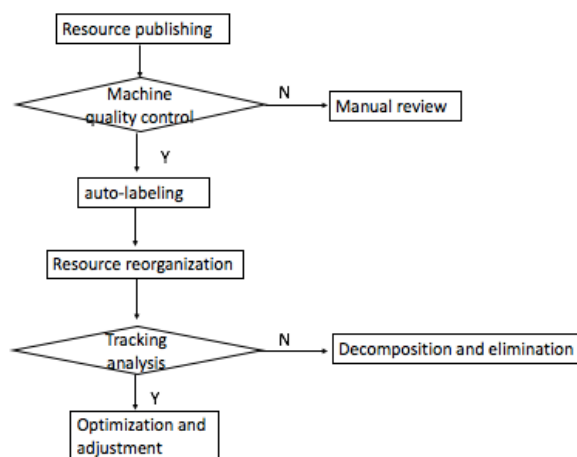 Resource publishing
Machine
quality control
N
Manual review
Y
auto-labeling
Resource reorganization
Tracking
analysis
N
Decomposition and elimination
Y
Optimization and
adjustment